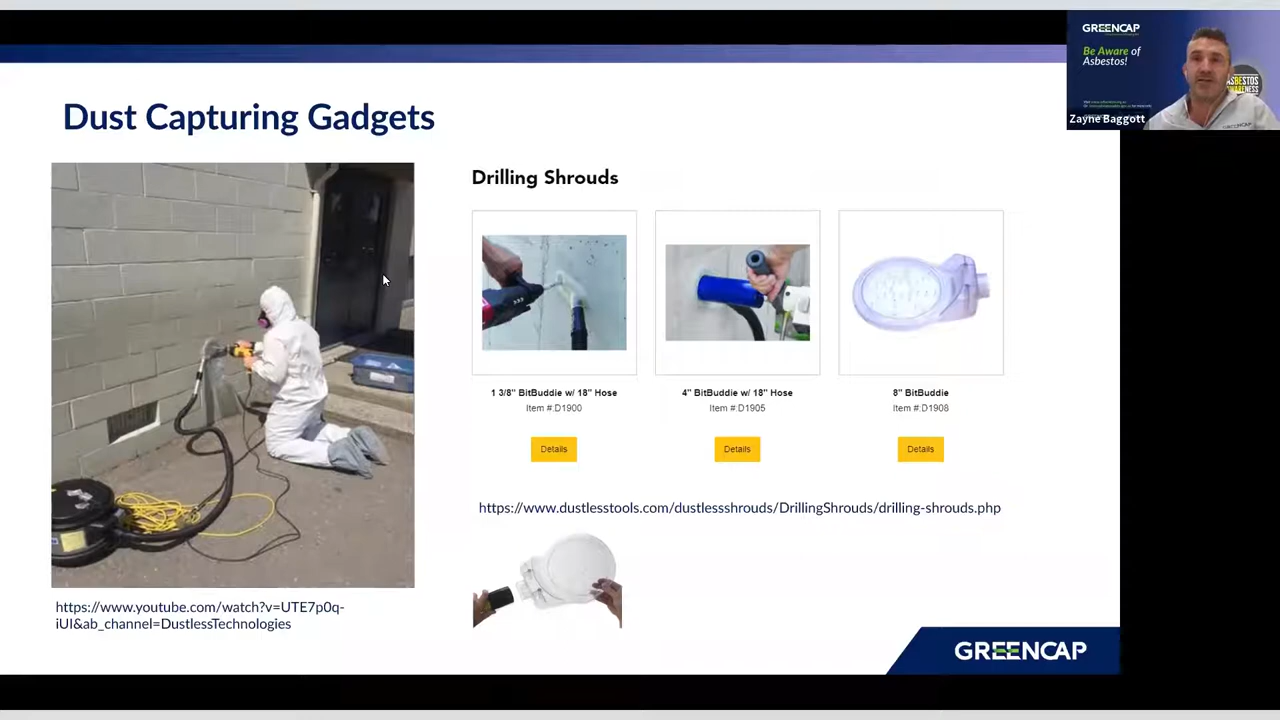 GREENCAP
Be Aware of
Asbestos!
ASBESTOS
AWARENESS
Zayne Baggott
Dust Capturing Gadgets
Drilling Shrouds
1 3/8" BitBuddie w/ 18" Hose
Item #:D1900
Details
4" BitBuddie w/ 18" Hose
Item #:D1905
Details
8" BitBuddie
Item #:D1908
Details
https://www.dustlesstools.com/dustlessshrouds/DrillingShrouds/drilling-shrouds.php
https://www.youtube.com/watch?v=UTE7p0q-
iUI&ab_channel=DustlessTechnologies
GREENCAP